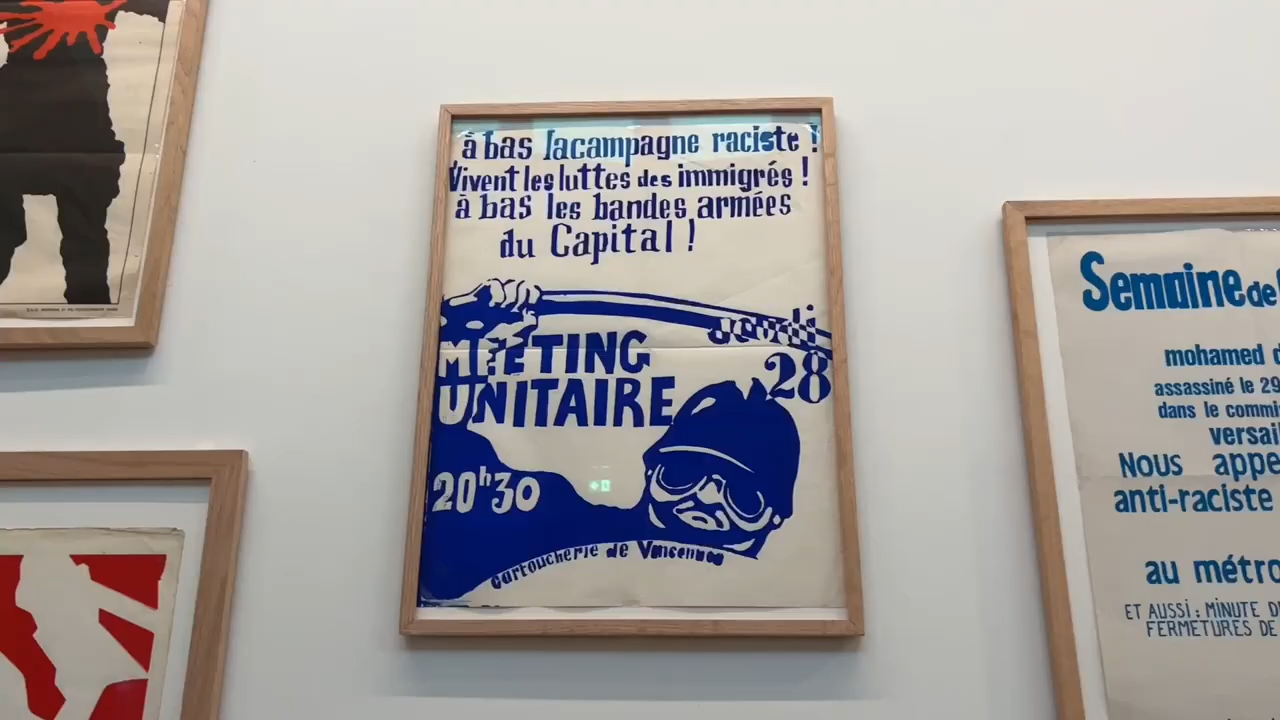 à bas lacampagne raciste !
Vivent les luttes des immigrés !
à bas les bandes armées
du Capital !
Jeudi
28
MEETING
UNITAIRE
20h30
Cartoucherie de Vincennes
Semaine de
mohamed
assassiné le 29
dans le
versail
NOUS appe
anti-raciste
au métro
ET AUSSI : MINUTE
FERMETURES DE